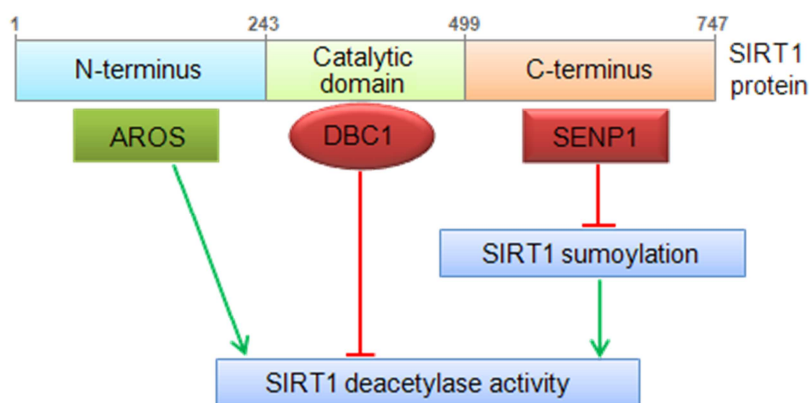 1 243 499 747
N-terminus
Catalytic
domain
C-terminus
SIRT1
protein
AROS
DBC1
SENP1
SIRT1 sumoylation
SIRT1 deacetylase activity